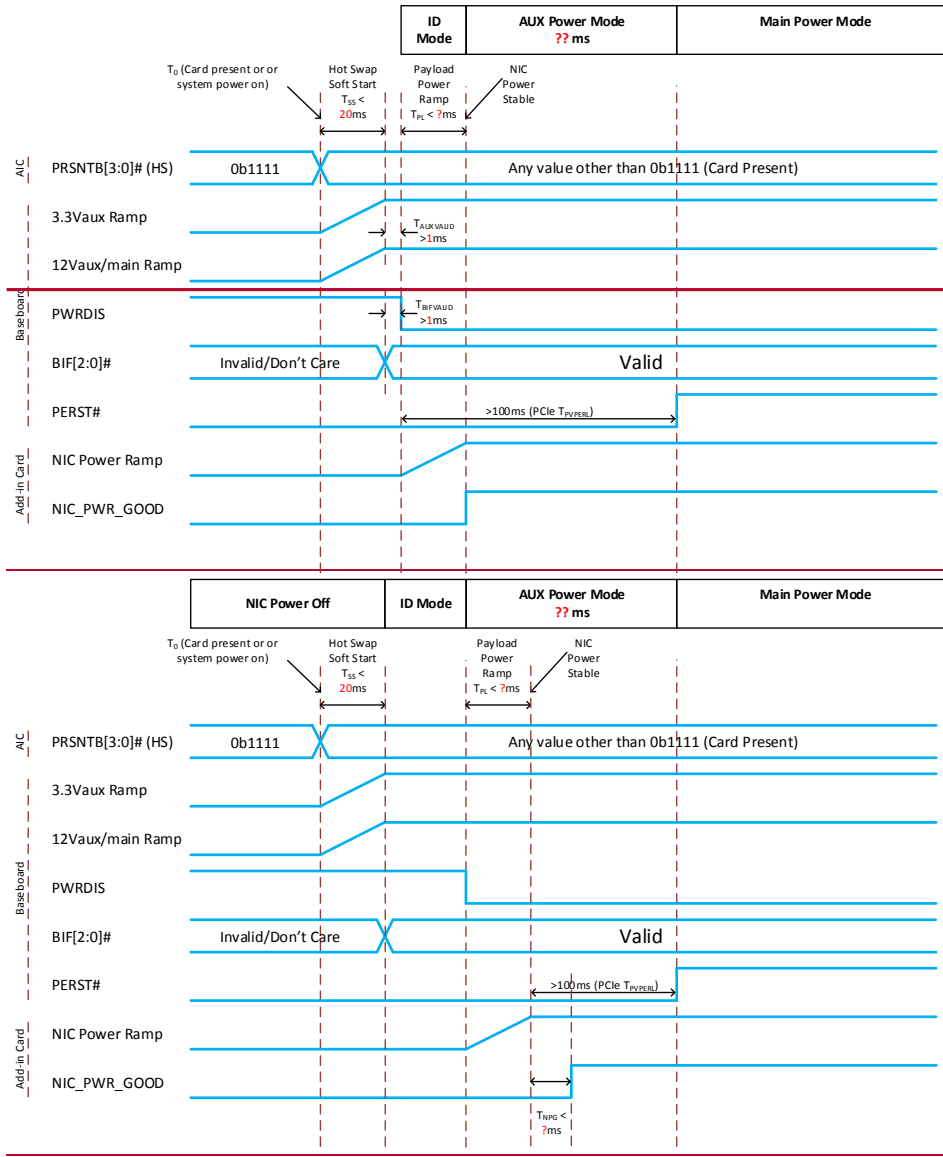 ID
Mode
AUX Power Mode
?? ms
Main Power Mode
T0 (Card present or or
system power on)
Hot Swap
Soft Start
TSS <
20ms
Payload
Power
Ramp
TPL < ?ms
NIC
Power
Stable
AIC
PRSNTB[3:0]# (HS)
0b1111
Any value other than 0b1111 (Card Present)
3.3Vaux Ramp
TAUXVALID
>1ms
12Vaux/main Ramp
Baseboard
PWRDIS
TBIFVALID
>1ms
BIF[2:0]#
Invalid/Don't Care
Valid
PERST#
>100ms (PCIe TPVPERL)
Add-in Card
NIC Power Ramp
NIC_PWR_GOOD
NIC Power Off
ID Mode
AUX Power Mode
?? ms
Main Power Mode
T0 (Card present or or
system power on)
Hot Swap
Soft Start
TSS <
20ms
Payload
Power
Ramp
TPL < ?ms
NIC
Power
Stable
AIC
PRSNTB[3:0]# (HS)
0b1111
Any value other than 0b1111 (Card Present)
3.3Vaux Ramp
12Vaux/main Ramp
Baseboard
PWRDIS
BIF[2:0]#
Invalid/Don't Care
Valid
PERST#
>100ms (PCIe TPVPERL)
Add-in Card
NIC Power Ramp
NIC_PWR_GOOD
TNPG <
?ms